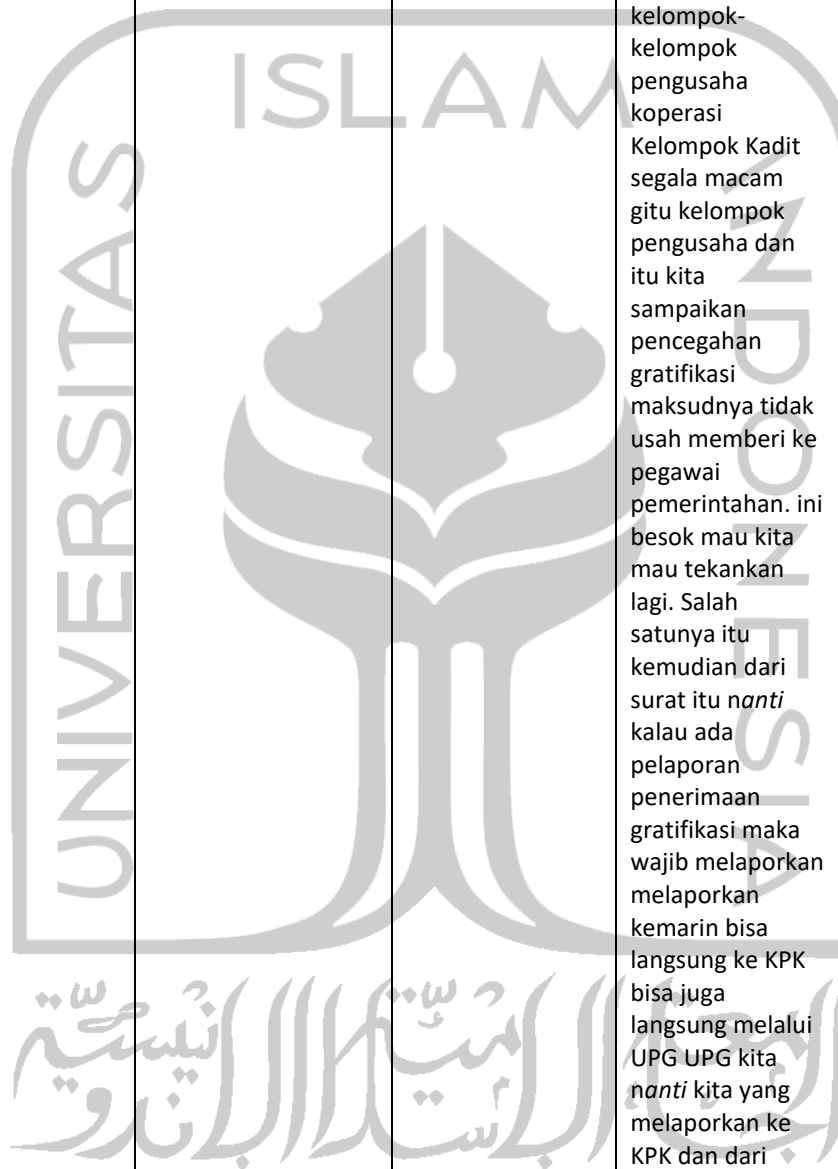 kelompok-
kelompok
pengusaha
koperasi
Kelompok Kadit
segala macam
gitu kelompok
pengusaha dan
itu kita
sampaikan
pencegahan
gratifikasi
maksudnya tidak
usah memberi ke
pegawai
pemerintahan. ini
besok mau kita
mau tekankan
lagi. Salah
satunya itu
kemudian dari
surat itu nanti
kalau ada
pelaporan
penerimaan
gratifikasi maka
wajib melaporkan
melaporkan
kemarin bisa
langsung ke KPK
bisa juga
langsung melalui
UPG UPG kita
nanti kita yang
melaporkan ke
KPK dan dari
ISLAM
UNIVERSITAS
INDONESIA